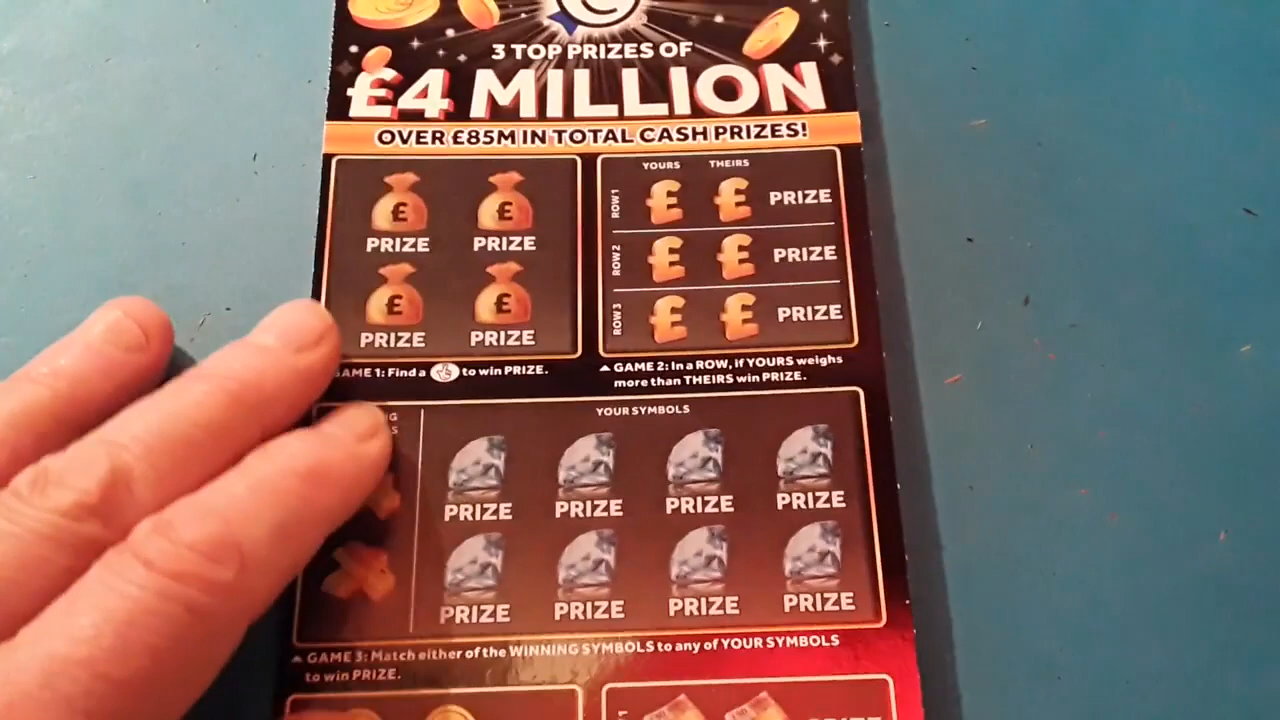 3 TOP PRIZES OF
£4 MILLION
OVER £85M IN TOTAL CASH PRIZES!
£ £
PRIZE PRIZE
£ £
PRIZE PRIZE
GAME 1: Find a to win PRIZE.
YOURS THEIRS
ROW 1 £ £ PRIZE
ROW 2 £ £ PRIZE
ROW 3 £ £ PRIZE
GAME 2: In a ROW, if YOURS weighs
more than THEIRS win PRIZE.
YOUR SYMBOLS
PRIZE PRIZE PRIZE PRIZE
PRIZE PRIZE PRIZE PRIZE
GAME 3: Match either of the WINNING SYMBOLS to any of YOUR SYMBOLS
to win PRIZE.